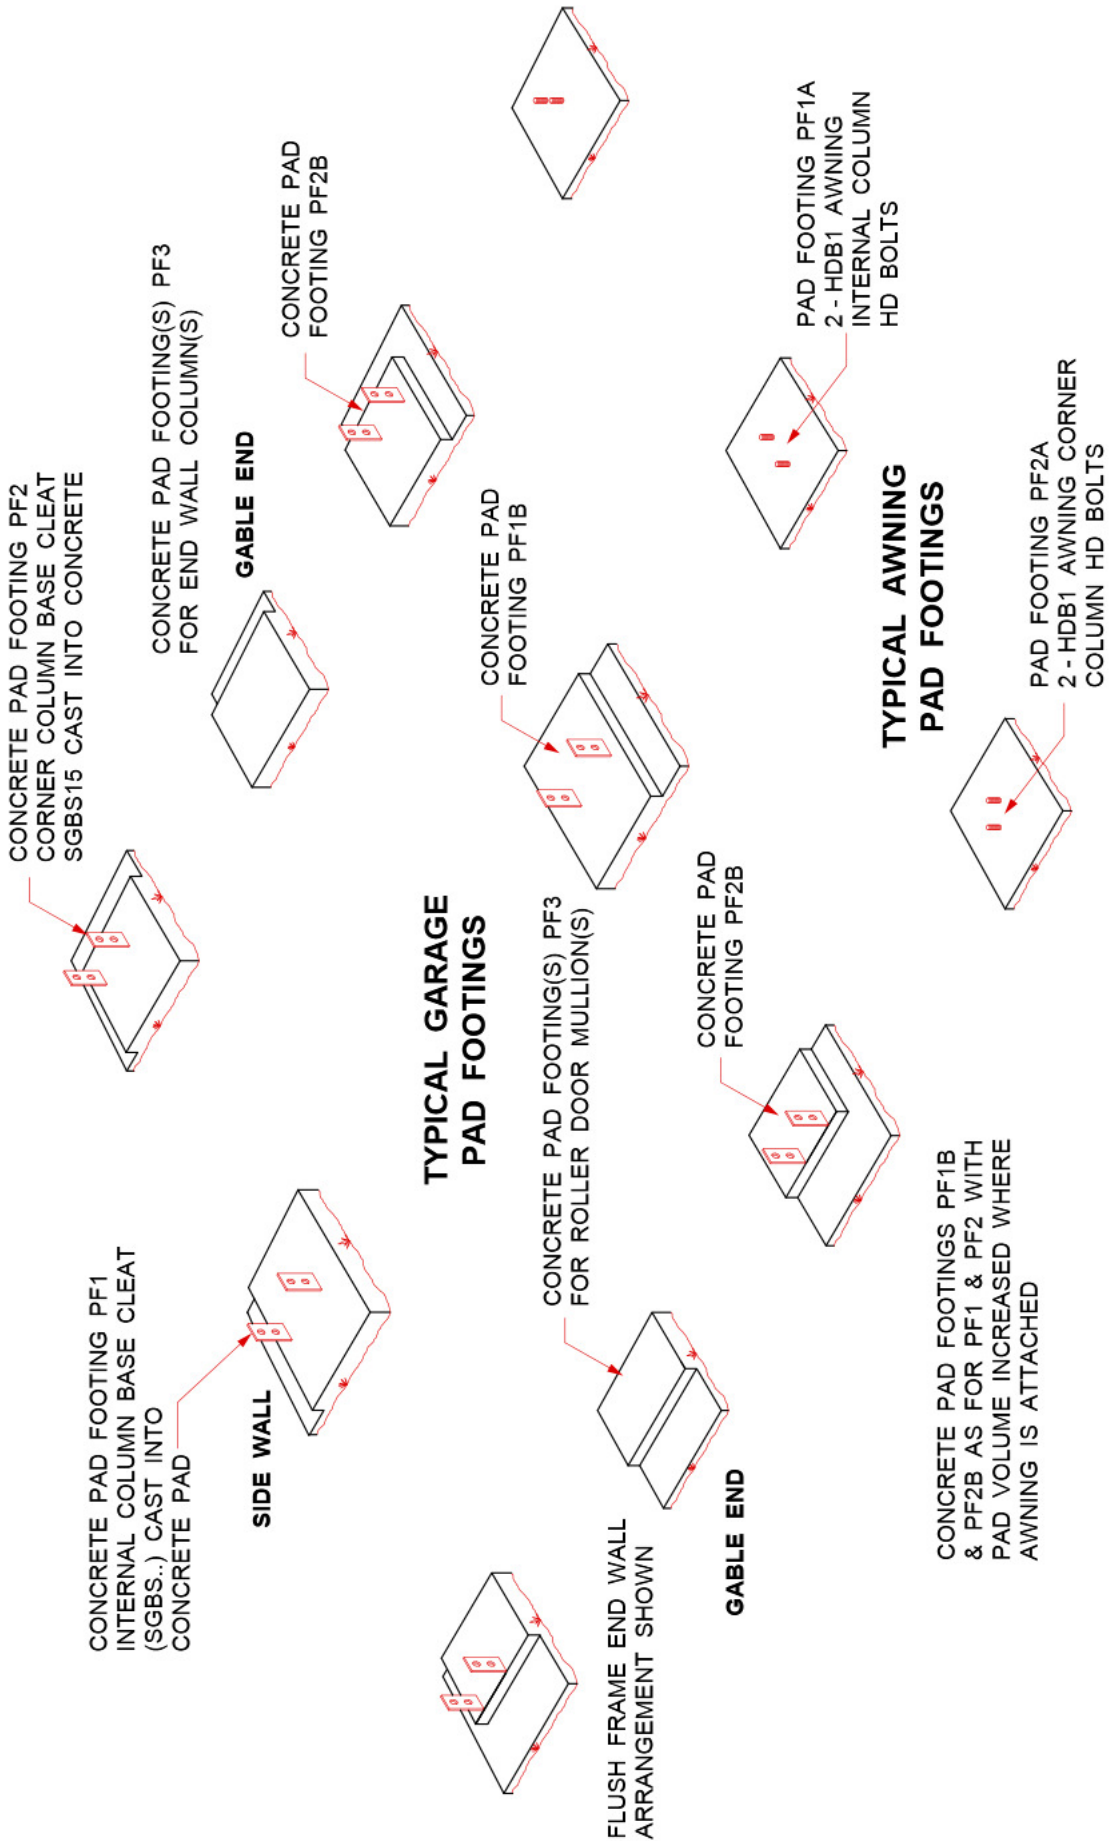 CONCRETE PAD FOOTING PF1
INTERNAL COLUMN BASE CLEAT
(SGBS..) CAST INTO
CONCRETE PAD
SIDE WALL
CONCRETE PAD FOOTING PF2
CORNER COLUMN BASE CLEAT
SGBS15 CAST INTO CONCRETE
CONCRETE PAD FOOTING(S) PF3
FOR END WALL COLUMN(S)
GABLE END
CONCRETE PAD
FOOTING PF2B
TYPICAL GARAGE
PAD FOOTINGS
CONCRETE PAD
FOOTING PF1B
CONCRETE PAD FOOTING(S) PF3
FOR ROLLER DOOR MULLION(S)
FLUSH FRAME END WALL
ARRANGEMENT SHOWN
GABLE END
CONCRETE PAD
FOOTING PF2B
PAD FOOTING PF1A
2 - HDB1 AWNING
INTERNAL COLUMN
HD BOLTS
TYPICAL AWNING
PAD FOOTINGS
CONCRETE PAD FOOTINGS PF1B
& PF2B AS FOR PF1 & PF2 WITH
PAD VOLUME INCREASED WHERE
AWNING IS ATTACHED
PAD FOOTING PF2A
2 - HDB1 AWNING CORNER
COLUMN HD BOLTS